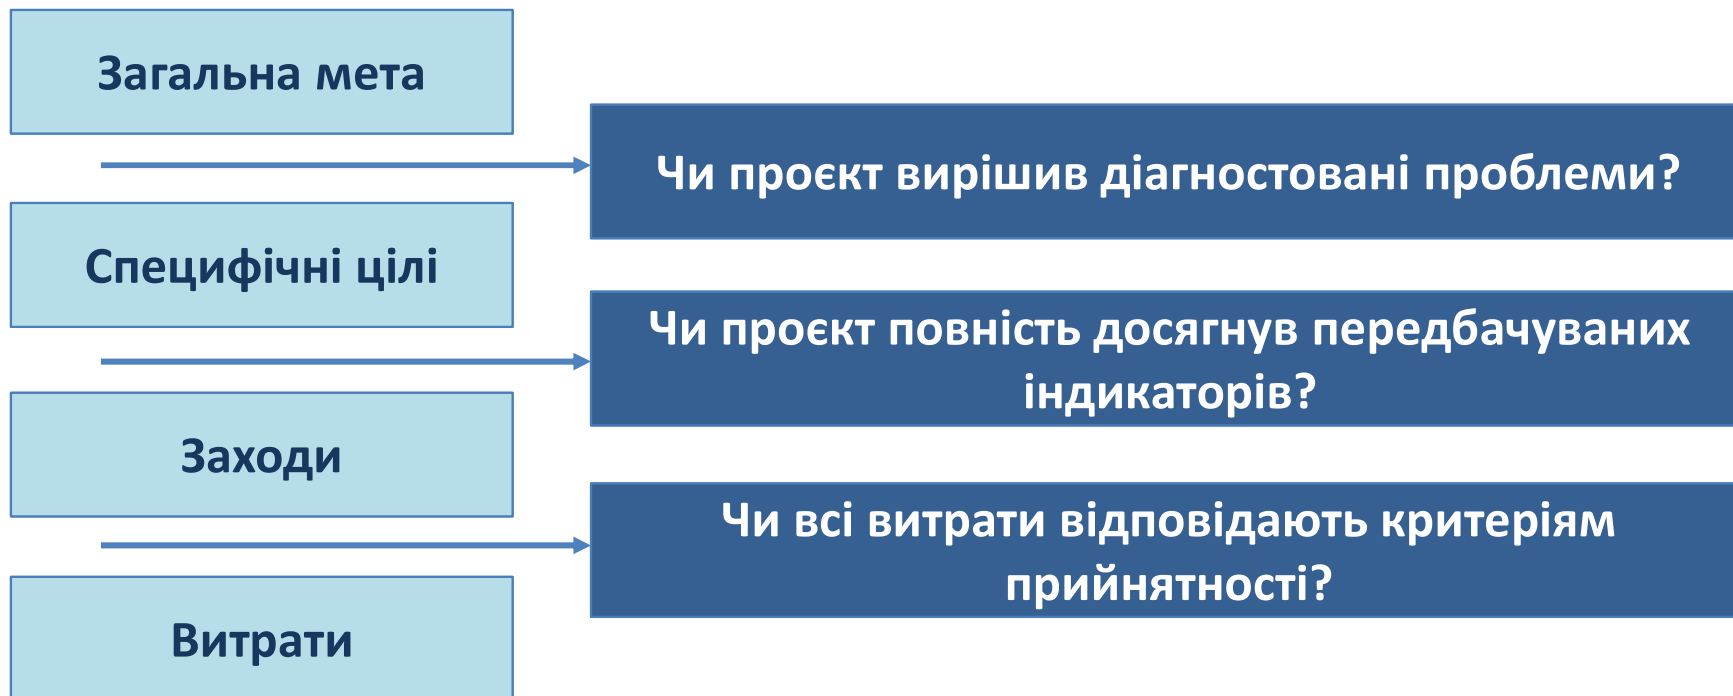 Загальна мета
Чи проєкт вирішив діагностовані проблеми?
Специфічні цілі
Чи проєкт повність досягнув передбачуваних
індикаторів?
Заходи
Чи всі витрати відповідають критеріям
прийнятності?
Витрати